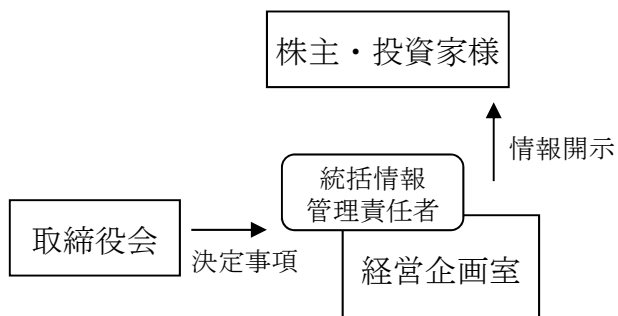 株主・投資家様
情報開示
統括情報
管理責任者
取締役会
決定事項
経営企画室